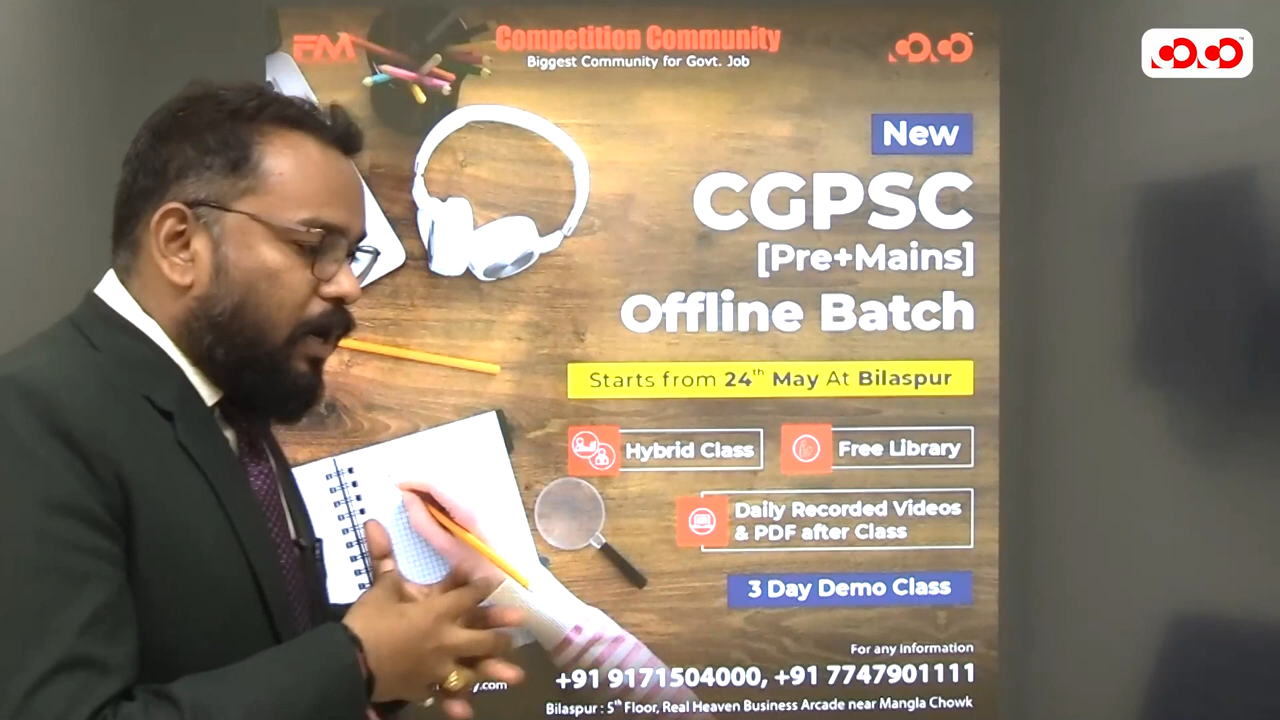 EM
Competition Community
Biggest Community for Govt. Job
New
CGPSC
[Pre+Mains]
Offline Batch
Starts from 24th May At Bilaspur
Hybrid Class
Free Library
Daily Recorded Videos
& PDF after Class
3 Day Demo Class
For any information
+91 9171504000, +91 7747901111
Bilaspur : 5th Floor, Real Heaven Business Arcade near Mangla Chowk